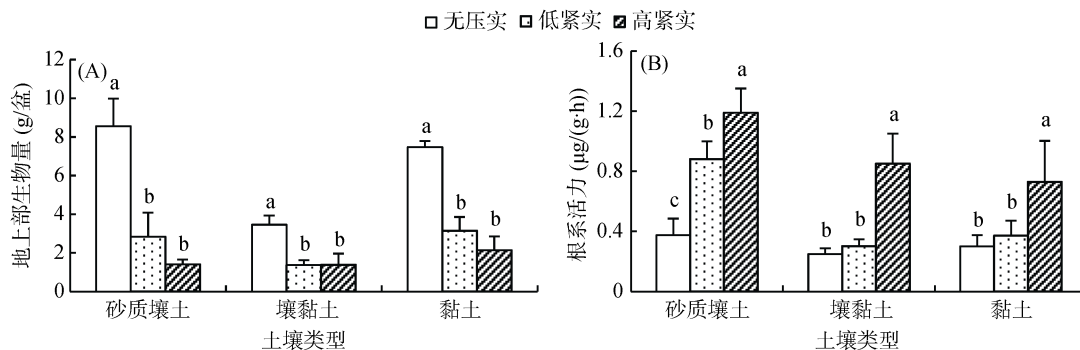 无压实 低紧实 高紧实
(A)
地上部生物量 (g/盆)
12
10
8
6
4
2
0
a
b
b
a
b
b
a
b
b
砂质壤土 壤黏土 黏土
土壤类型
(B)
根系活力 (μg/(g·h))
1.6
1.2
0.8
0.4
0
c
b
a
b
b
a
b
b
a
砂质壤土 壤黏土 黏土
土壤类型